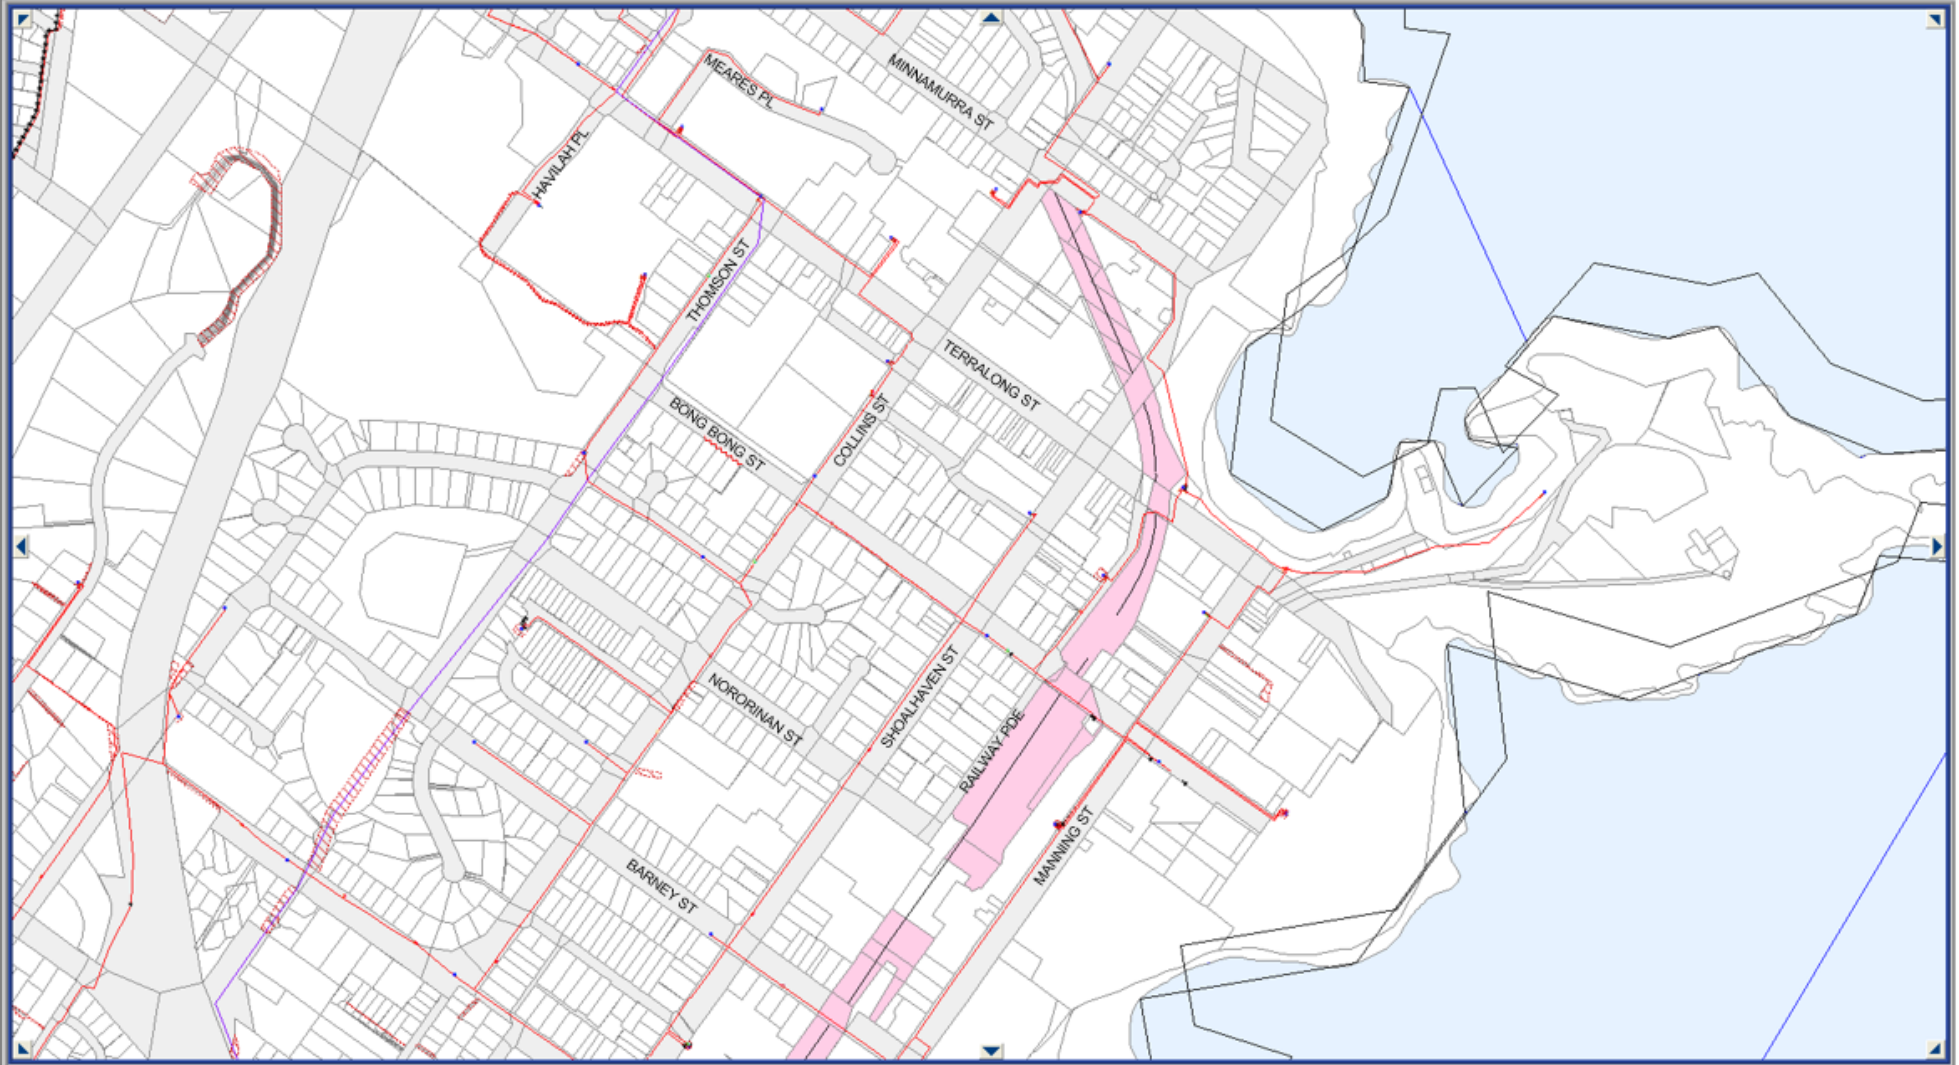 MEARES PL
MINNAMURRA ST
HAVILAH PL
THOMSON ST
TERRALONG ST
BONG BONG ST
COLLINS ST
NORORINAN ST
SHOALHAVEN ST
RAILWAY PDE
MANNING ST
BARNEY ST